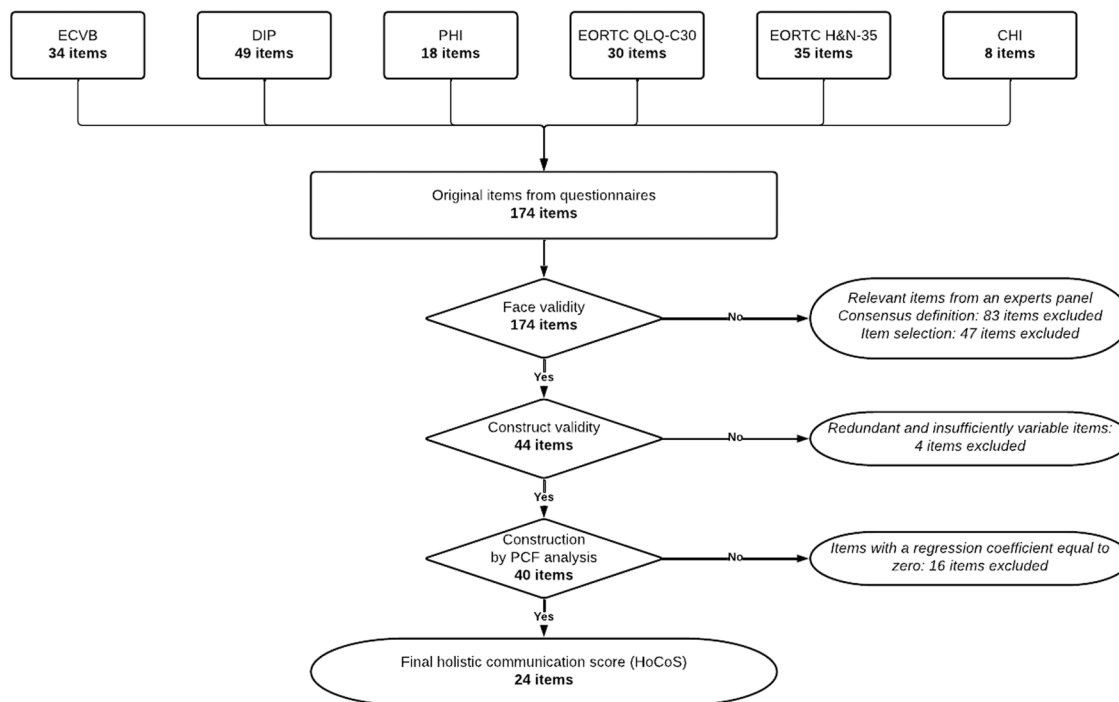 ECVB
34 items
DIP
49 items
PHI
18 items
EORTC QLQ-C30
30 items
EORTC H&N-35
35 items
CHI
8 items
Original items from questionnaires
174 items
Face validity
174 items
No
Relevant items from an experts panel
Consensus definition: 83 items excluded
Item selection: 47 items excluded
Yes
Construct validity
44 items
No
Redundant and insufficiently variable items:
4 items excluded
Yes
Construction
by PCF analysis
40 items
No
Items with a regression coefficient equal to
zero: 16 items excluded
Yes
Final holistic communication score (HoCoS)
24 items